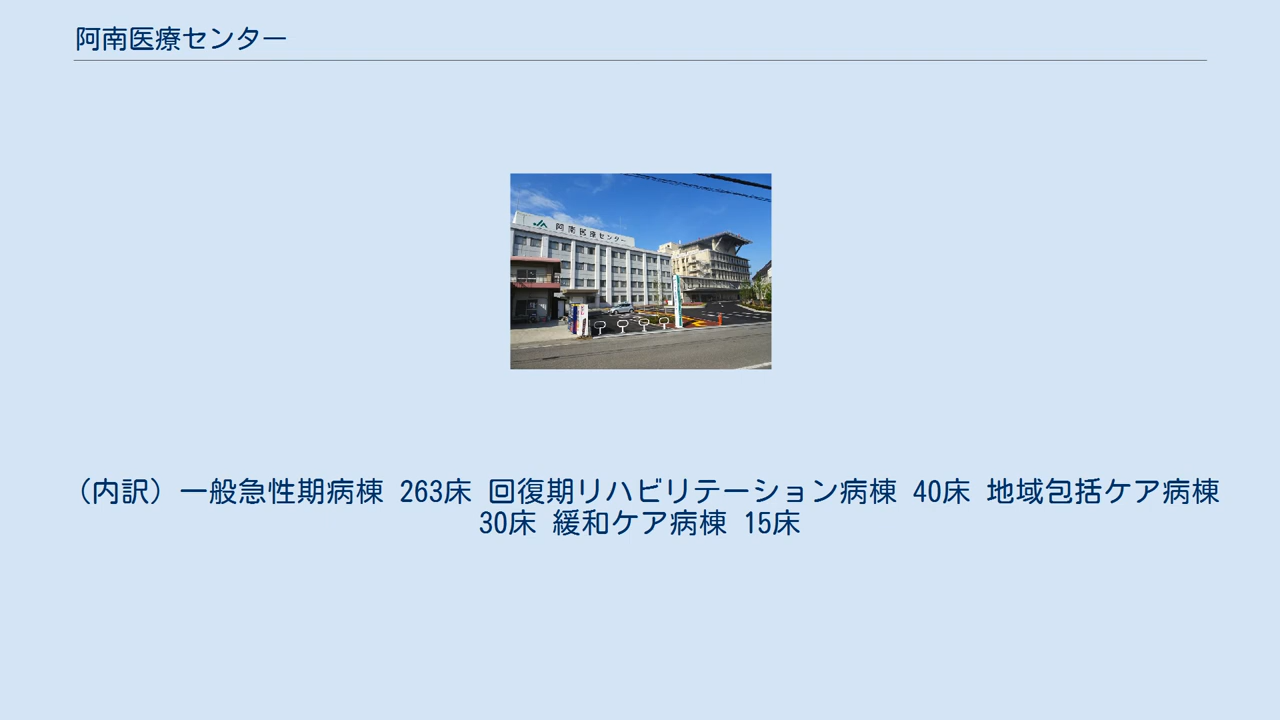 阿南医療センター
JA 阿南医療センター
（内訳）一般急性期病棟 263床 回復期リハビリテーション病棟 40床 地域包括ケア病棟
30床 緩和ケア病棟 15床